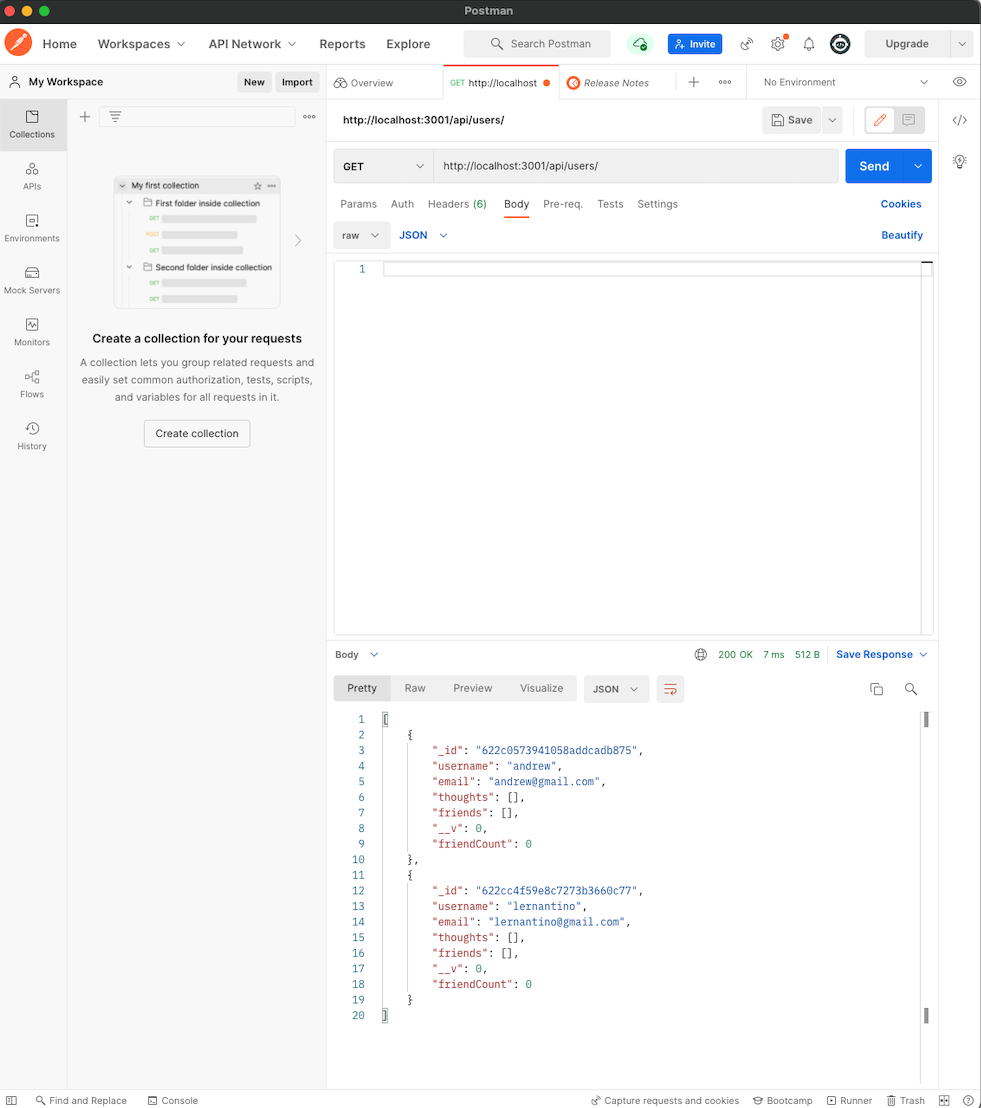 Postman
Home Workspaces API Network Reports Explore Search Postman Invite Upgrade
My Workspace New Import
Overview GET http://localhost Release Notes No Environment
Collections
APIs
Environments
Mock Servers
Monitors
Flows
History
My first collection
First folder inside collection
GET
POST
GET
Second folder inside collection
GET
GET
Create a collection for your requests
A collection lets you group related requests and
easily set common authorization, tests, scripts,
and variables for all requests in it.
Create collection
http://localhost:3001/api/users/ Save
GET http://localhost:3001/api/users/ Send
Params Auth Headers (6) Body Pre-req. Tests Settings Cookies
raw JSON Beautify
1
Body 200 OK 7 ms 512 B Save Response
Pretty Raw Preview Visualize JSON
1 [
2 {
3 "_id": "622c0573941058addcadb875",
4 "username": "andrew",
5 "email": "andrew@gmail.com",
6 "thoughts": [],
7 "friends": [],
8 "__v": 0,
9 "friendCount": 0
10 },
11 {
12 "_id": "622cc4f59e8c7273b3660c77",
13 "username": "lernantino",
14 "email": "lernantino@gmail.com",
15 "thoughts": [],
16 "friends": [],
17 "__v": 0,
18 "friendCount": 0
19 }
20 ]
Find and Replace Console Capture requests and cookies Bootcamp Runner Trash